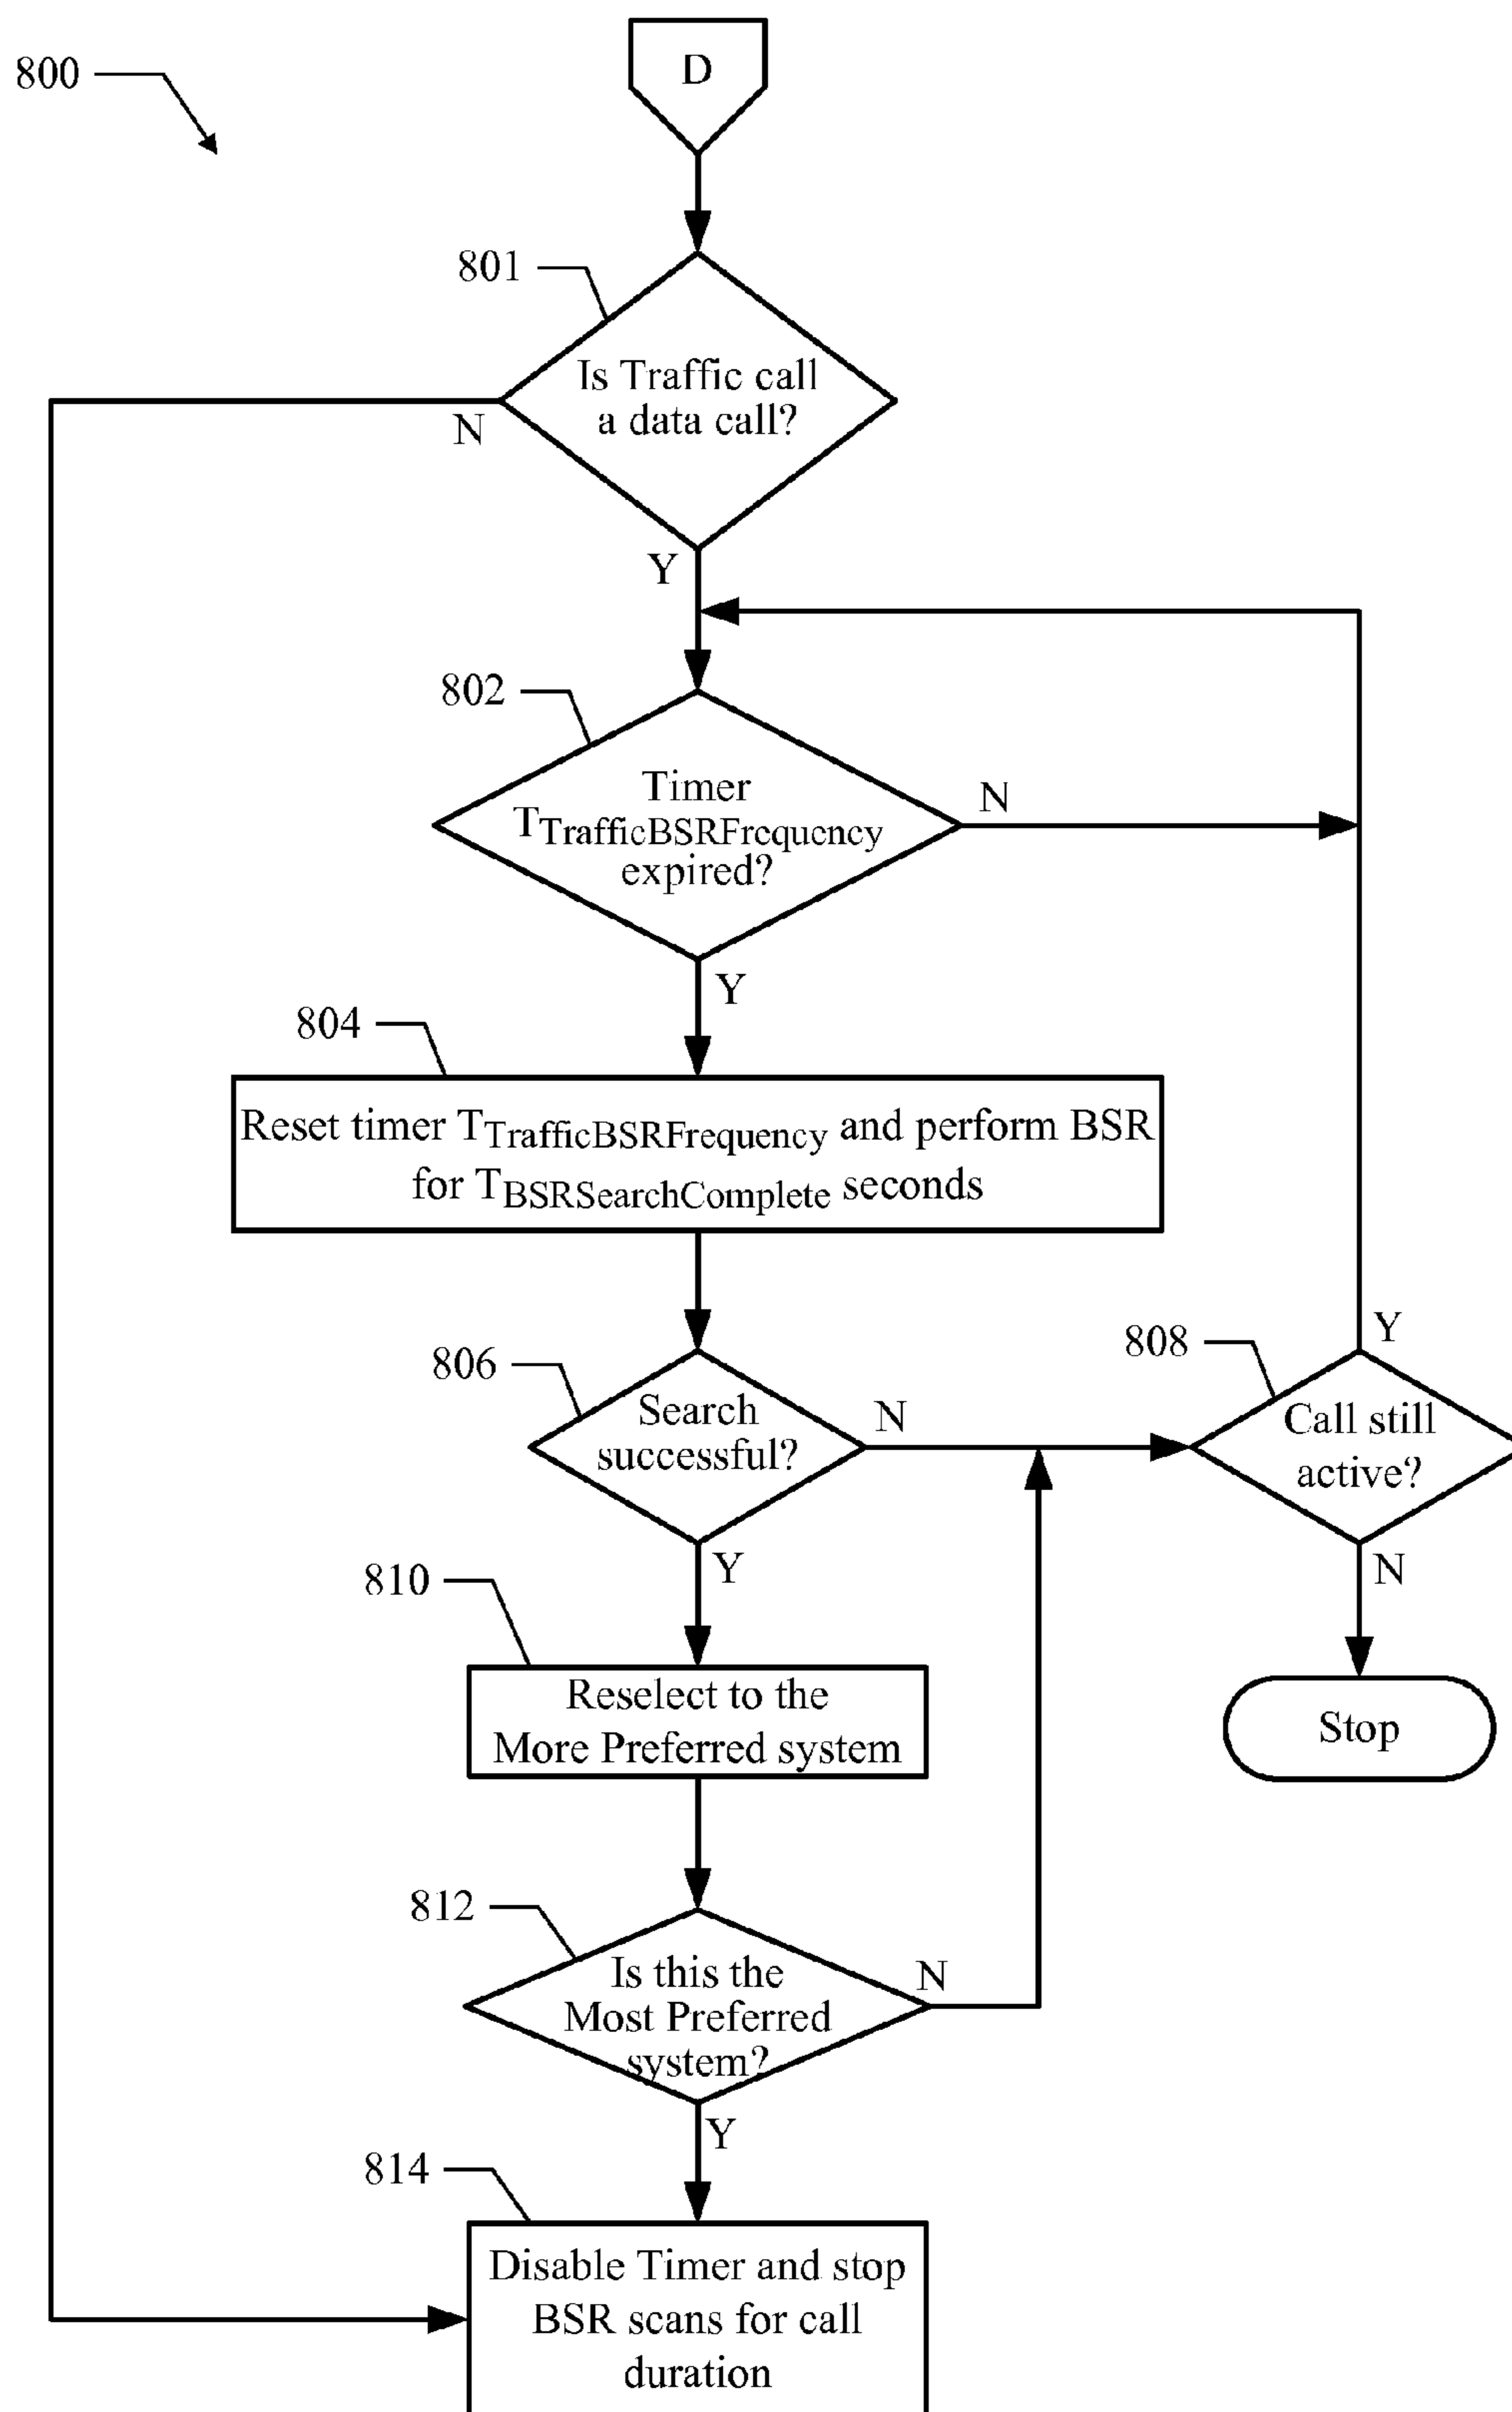 800
D
801
Is Traffic call
a data call?
N
Y
802
Timer
TTrafficBSRFrequency
expired?
N
Y
804
Reset timer TTrafficBSRFrequency and perform BSR
for TBSRSearchComplete seconds
806
Search
successful?
N
Y
808
Call still
active?
Y
N
Stop
810
Reselect to the
More Preferred system
812
Is this the
Most Preferred
system?
N
Y
814
Disable Timer and stop
BSR scans for call
duration